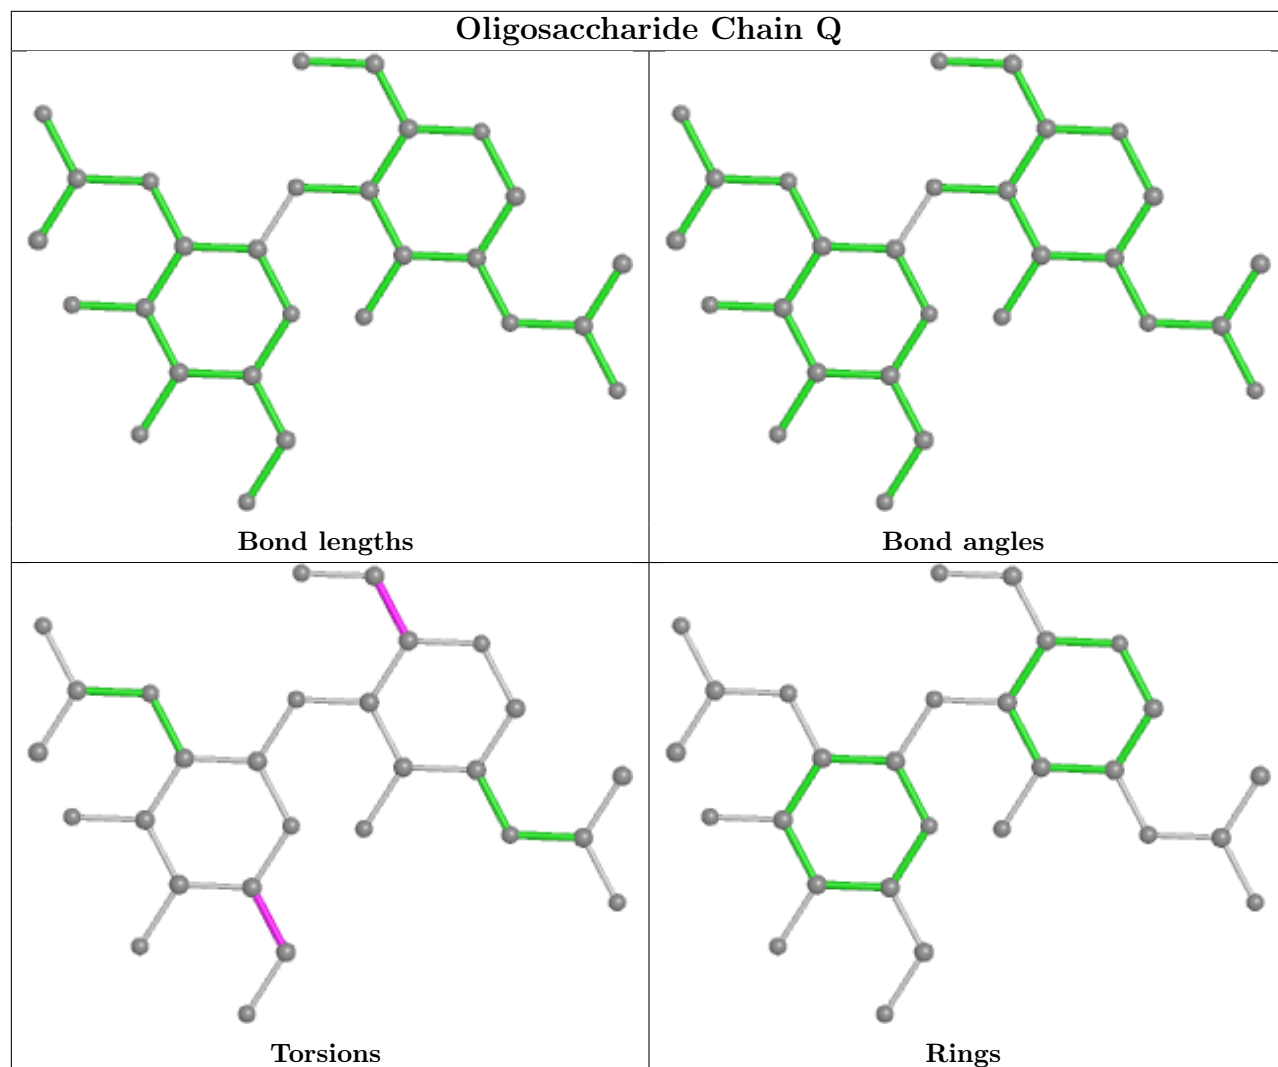 Oligosaccharide Chain Q
Bond lengths
Bond angles
Torsions
Rings